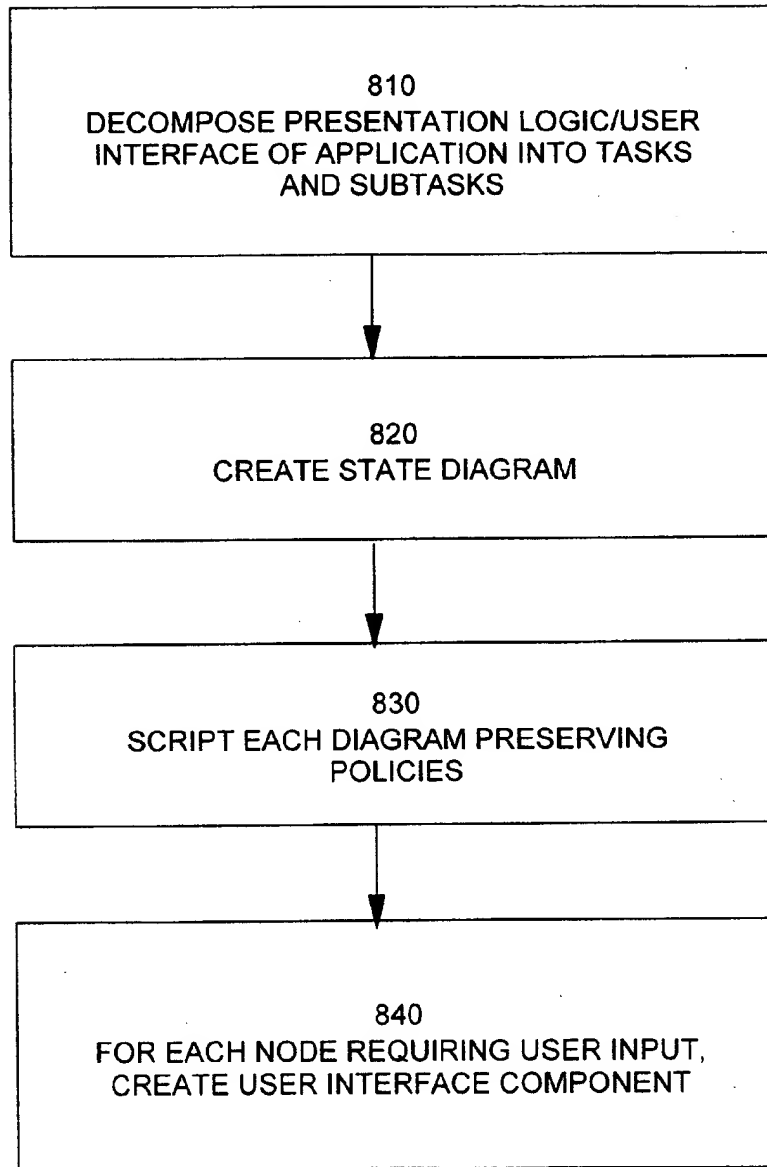 810
DECOMPOSE PRESENTATION LOGIC/USER
INTERFACE OF APPLICATION INTO TASKS
AND SUBTASKS
820
CREATE STATE DIAGRAM
830
SCRIPT EACH DIAGRAM PRESERVING
POLICIES
840
FOR EACH NODE REQUIRING USER INPUT,
CREATE USER INTERFACE COMPONENT